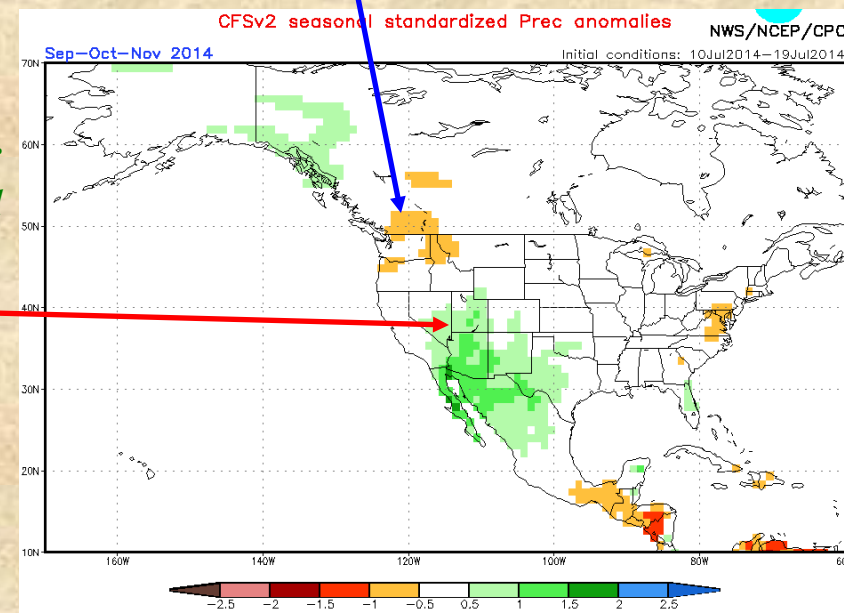 CFSv2 seasonal standardized Prec anomalies
NWS/NCEP/CPC
Sep-Oct-Nov 2014
Initial conditions: 10Jul2014-19Jul2014
70N
60N
50N
40N
30N
20N
10N
160W 140W 120W 100W 80W
-2.5 -2 -1.5 -1 -0.5 0.5 1 1.5 2 2.5